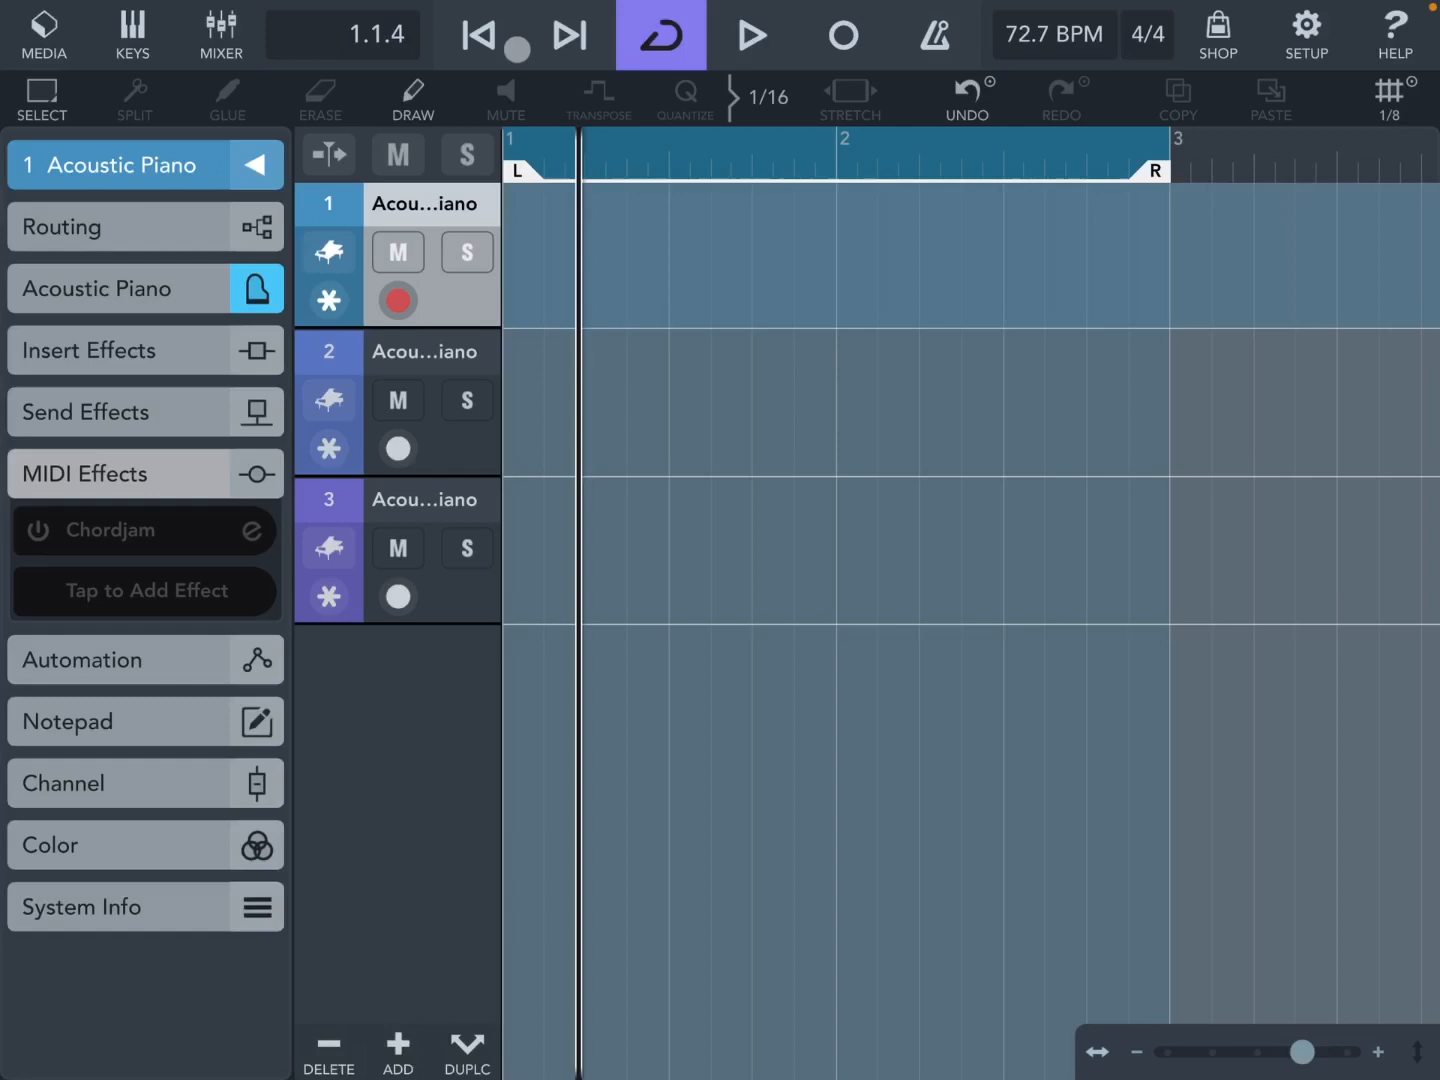 MEDIA
KEYS
MIXER
1.1.4
72.7 BPM
4/4
SHOP
SETUP
HELP
SELECT
SPLIT
GLUE
ERASE
DRAW
MUTE
TRANSPOSE
QUANTIZE
1/16
STRETCH
UNDO
REDO
COPY
PASTE
1/8
1 Acoustic Piano
Routing
Acoustic Piano
Insert Effects
Send Effects
MIDI Effects
Chordjam
Tap to Add Effect
Automation
Notepad
Channel
Color
System Info
M S
1 Acou...iano
M S
2 Acou...iano
M S
3 Acou...iano
M S
DELETE
ADD
DUPLC
1 2 3
L R